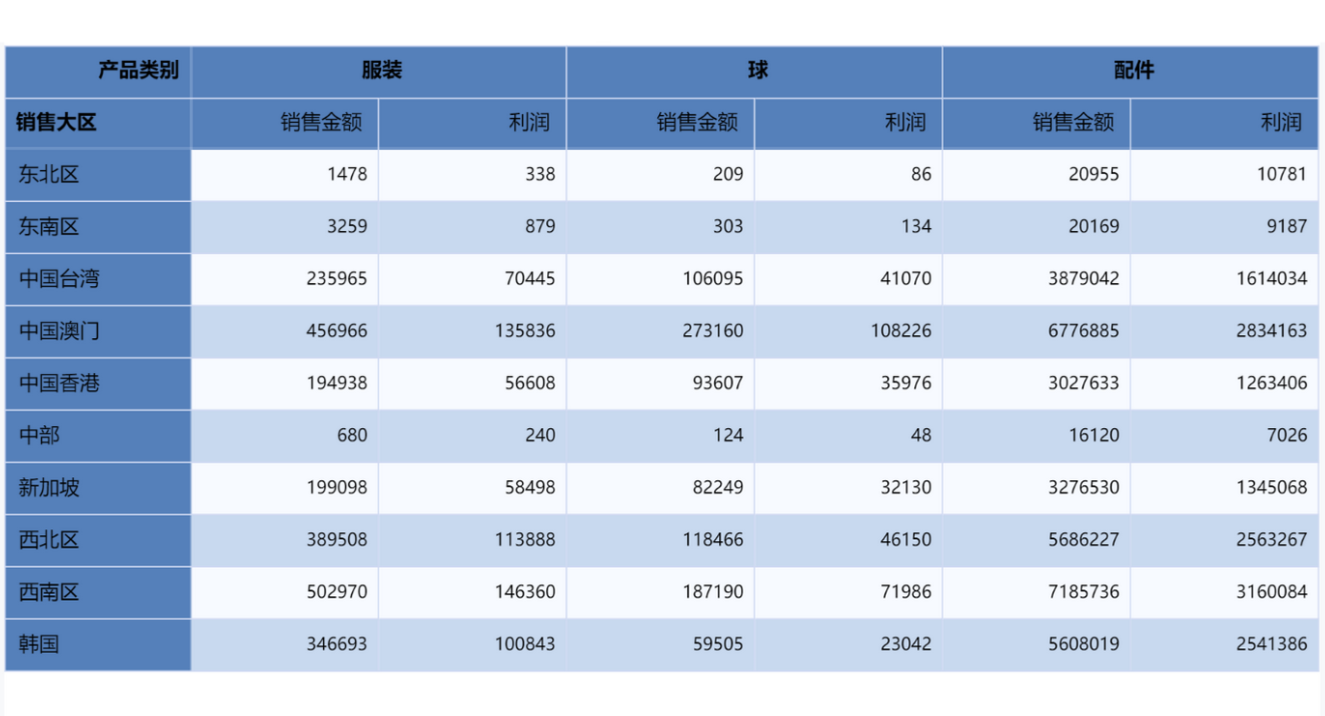 产品类别 服装 球 配件
销售大区 销售金额 利润 销售金额 利润 销售金额 利润
东北区 1478 338 209 86 20955 10781
东南区 3259 879 303 134 20169 9187
中国台湾 235965 70445 106095 41070 3879042 1614034
中国澳门 456966 135836 273160 108226 6776885 2834163
中国香港 194938 56608 93607 35976 3027633 1263406
中部 680 240 124 48 16120 7026
新加坡 199098 58498 82249 32130 3276530 1345068
西北区 389508 113888 118466 46150 5686227 2563267
西南区 502970 146360 187190 71986 7185736 3160084
韩国 346693 100843 59505 23042 5608019 2541386